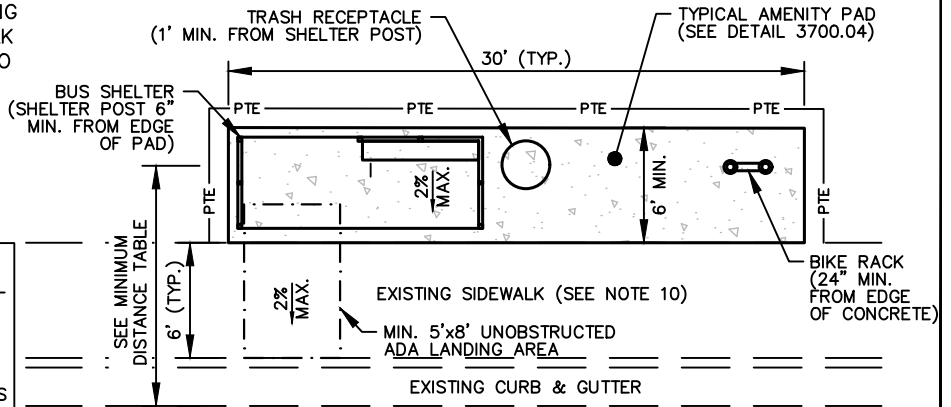 ING
LK
O
TRASH RECEPTACLE
(1' MIN. FROM SHELTER POST)
TYPICAL AMENITY PAD
(SEE DETAIL 3700.04)
30' (TYP.)
BUS SHELTER
(SHELTER POST 6"
MIN. FROM EDGE
OF PAD)
PTE
PTE
PTE
PTE
PTE
PTE
2%
MAX.
6' MIN.
SEE MINIMUM
DISTANCE TABLE
6' (TYP.)
2%
MAX.
EXISTING SIDEWALK (SEE NOTE 10)
BIKE RACK
(24" MIN.
FROM EDGE
OF CONCRETE)
MIN. 5'x8' UNOBSTRUCTED
ADA LANDING AREA
EXISTING CURB & GUTTER
S